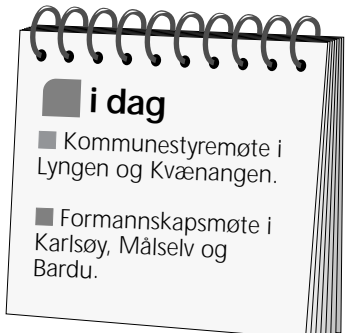 i dag
Kommunestyremøte i
Lyngen og Kvænangen.
Formannskapsmøte i
Karlsøy, Målselv og
Bardu.